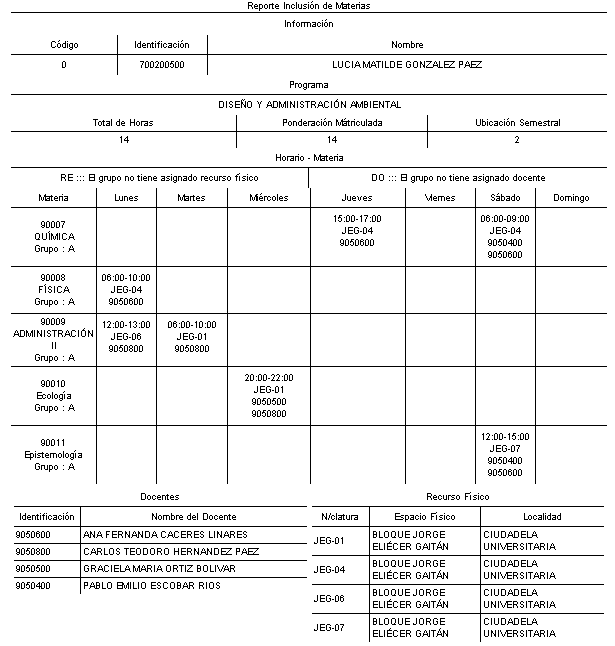 Reporte Inclusión de Materias
Información
Código Identificación Nombre
0 700200500 LUCIA MATILDE GONZALEZ PAEZ
Programa
DISEÑO Y ADMINISTRACIÓN AMBIENTAL
Total de Horas Ponderación Mátriculada Ubicación Semestral
14 14 2
Horario - Materia
RE ::: El grupo no tiene asignado recurso físico DO ::: El grupo no tiene asignado docente
Materia Lunes Martes Miércoles Jueves Viernes Sábado Domingo
90007
QUÍMICA
Grupo : A
15:00-17:00
JEG-04
9050600
06:00-09:00
JEG-04
9050400
9050600
90008
FÍSICA
Grupo : A
06:00-10:00
JEG-04
9050600
90009
ADMINISTRACIÓN
II
Grupo : A
12:00-13:00
JEG-06
9050800
06:00-10:00
JEG-01
9050800
90010
Ecología
Grupo : A
20:00-22:00
JEG-01
9050500
9050800
90011
Epistemología
Grupo : A
12:00-15:00
JEG-07
9050400
9050600
Docentes
Identificación Nombre del Docente
9050600 ANA FERNANDA CACERES LINARES
9050800 CARLOS TEODORO HERNANDEZ PAEZ
9050500 GRACIELA MARIA ORTIZ BOLIVAR
9050400 PABLO EMILIO ESCOBAR RIOS
Recurso Físico
N/clatura Espacio Físico Localidad
JEG-01 BLOQUE JORGE ELIÉCER GAITÁN CIUDADELA UNIVERSITARIA
JEG-04 BLOQUE JORGE ELIÉCER GAITÁN CIUDADELA UNIVERSITARIA
JEG-06 BLOQUE JORGE ELIÉCER GAITÁN CIUDADELA UNIVERSITARIA
JEG-07 BLOQUE JORGE ELIÉCER GAITÁN CIUDADELA UNIVERSITARIA